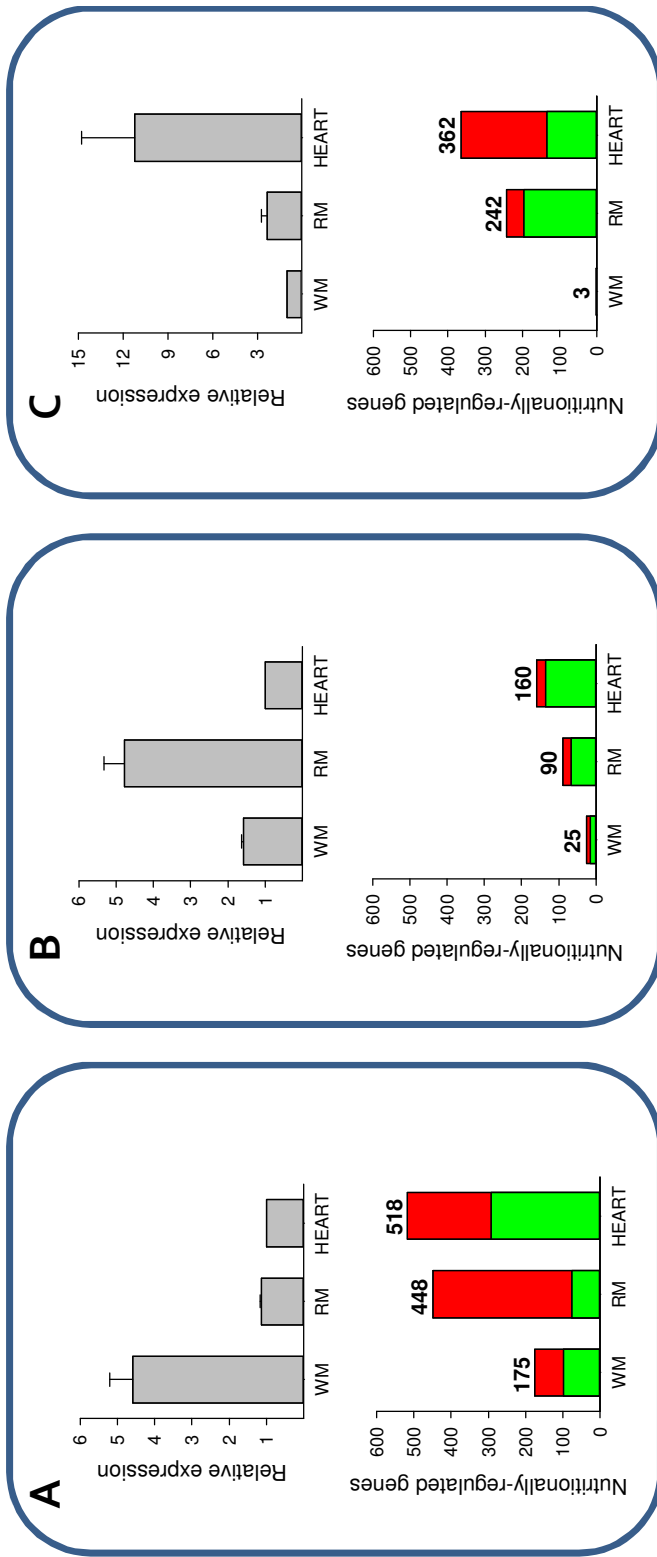 A
Relative expression
6
5
4
3
2
1
WM RM HEART
Nutritionally-regulated genes
600
500
400
300
200
100
0
175 448 518
WM RM HEART
B
Relative expression
6
5
4
3
2
1
WM RM HEART
Nutritionally-regulated genes
600
500
400
300
200
100
0
25 90 160
WM RM HEART
C
Relative expression
15
12
9
6
3
WM RM HEART
Nutritionally-regulated genes
600
500
400
300
200
100
0
3 242 362
WM RM HEART